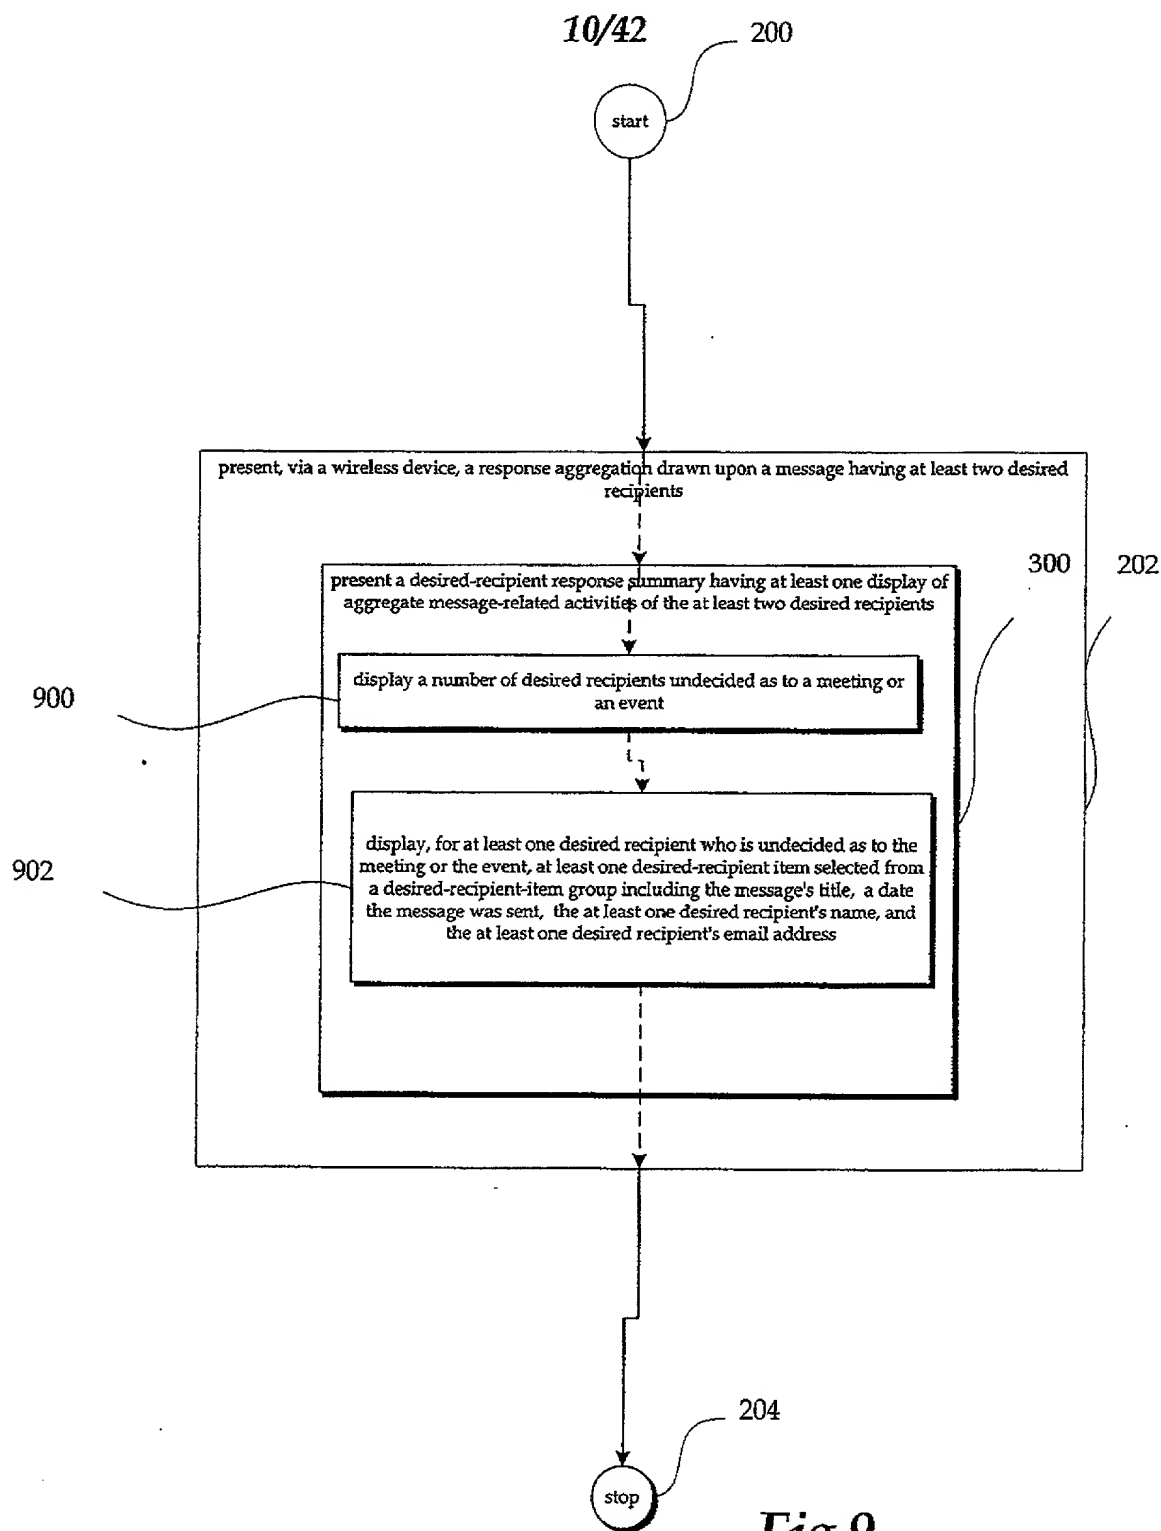 10/42
200
start
present, via a wireless device, a response aggregation drawn upon a message having at least two desired
recipients
300
202
present a desired-recipient response summary having at least one display of
aggregate message-related activities of the at least two desired recipients
900
display a number of desired recipients undecided as to a meeting or
an event
902
display, for at least one desired recipient who is undecided as to the
meeting or the event, at least one desired-recipient item selected from
a desired-recipient-item group including the message's title, a date
the message was sent, the at least one desired recipient's name, and
the at least one desired recipient's email address
204
stop
Fig 9